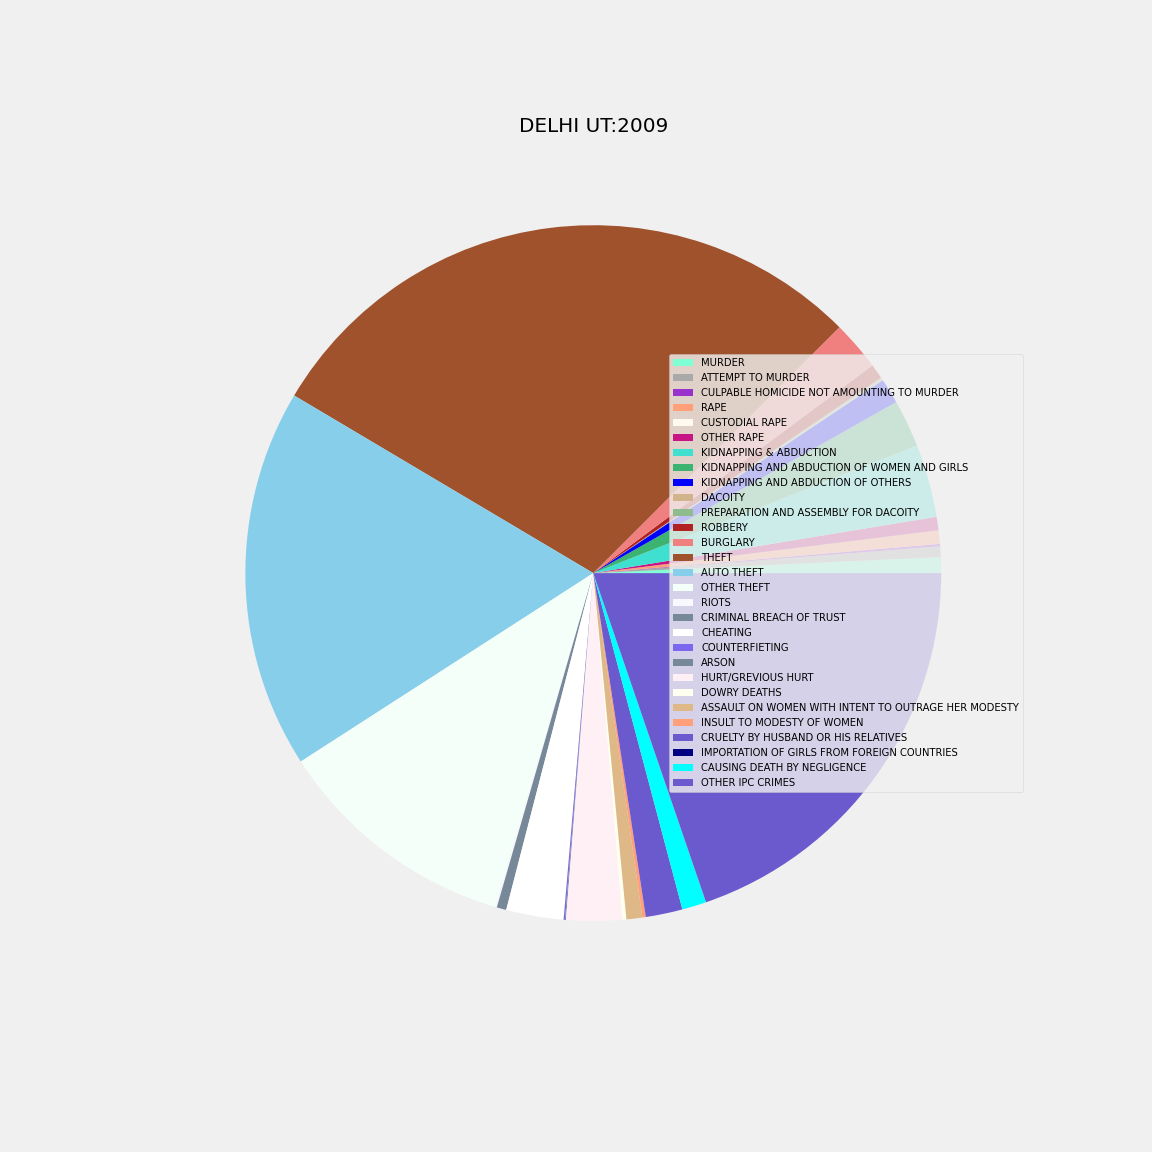 DELHI UT:2009
MURDER
ATTEMPT TO MURDER
CULPABLE HOMICIDE NOT AMOUNTING TO MURDER
RAPE
CUSTODIAL RAPE
OTHER RAPE
KIDNAPPING & ABDUCTION
KIDNAPPING AND ABDUCTION OF WOMEN AND GIRLS
KIDNAPPING AND ABDUCTION OF OTHERS
DACOITY
PREPARATION AND ASSEMBLY FOR DACOITY
ROBBERY
BURGLARY
THEFT
AUTO THEFT
OTHER THEFT
RIOTS
CRIMINAL BREACH OF TRUST
CHEATING
COUNTERFIETING
ARSON
HURT/GREVIOUS HURT
DOWRY DEATHS
ASSAULT ON WOMEN WITH INTENT TO OUTRAGE HER MODESTY
INSULT TO MODESTY OF WOMEN
CRUELTY BY HUSBAND OR HIS RELATIVES
IMPORTATION OF GIRLS FROM FOREIGN COUNTRIES
CAUSING DEATH BY NEGLIGENCE
OTHER IPC CRIMES